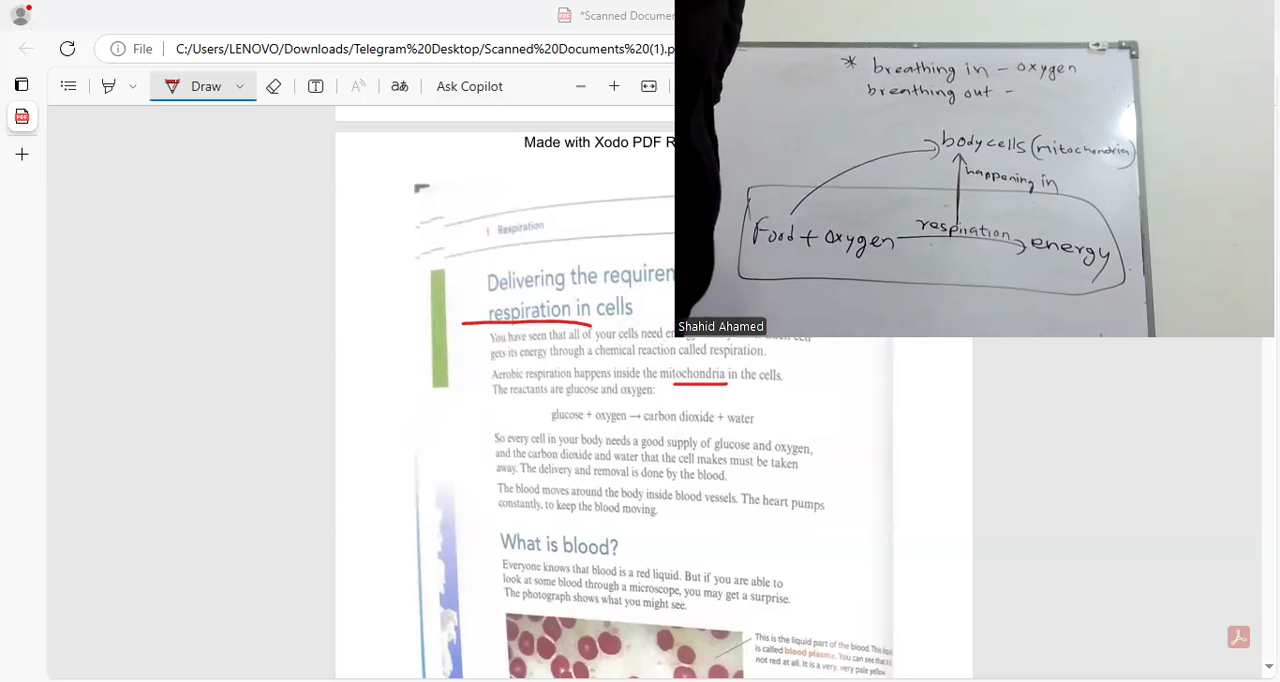 *Scanned Documen
File
C:/Users/LENOVO/Downloads/Telegram%20Desktop/Scanned%20Documents%20(1).p
Draw
aあ
Ask Copilot
Made with Xodo PDF R
1 Respiration
Delivering the requiren
respiration in cells
You have seen that all of your cells need
gets its energy through a chemical reaction called respiration.
Aerobic respiration happens inside the mitochondria in the cells.
The reactants are glucose and oxygen:
glucose + oxygen → carbon dioxide + water
So every cell in your body needs a good supply of glucose and oxygen,
and the carbon dioxide and water that the cell makes must be taken
away. The delivery and removal is done by the blood.
The blood moves around the body inside blood vessels. The heart pumps
constantly, to keep the blood moving.
What is blood?
Everyone knows that blood is a red liquid. But if you are able to
look at some blood through a microscope, you may get a surprise.
The photograph shows what you might see.
This is the liquid part of the blood. This
is called blood plasma. You can see that
not red at all. It is a very, very pale yellow
* breathing in - oxygen
breathing out -
body cells (mitochondria)
happening in
Food + oxygen respiration energy
Shahid Ahamed